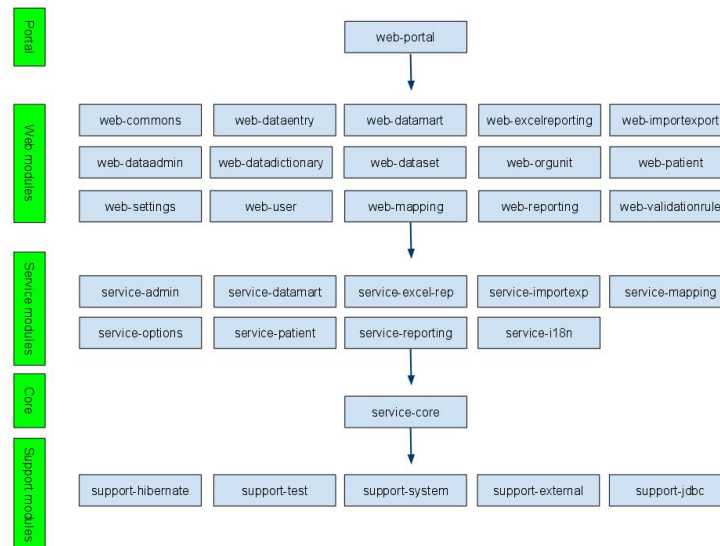 Portal
web-portal
Web modules
web-commons
web-dataentry
web-datamart
web-excelreporting
web-importexport
web-dataadmin
web-datadictionary
web-dataset
web-orgunit
web-patient
web-settings
web-user
web-mapping
web-reporting
web-validationrule
Service modules
service-admin
service-datamart
service-excel-rep
service-importexp
service-mapping
service-options
service-patient
service-reporting
service-i18n
Core
service-core
Support modules
support-hibernate
support-test
support-system
support-external
support-jdbc